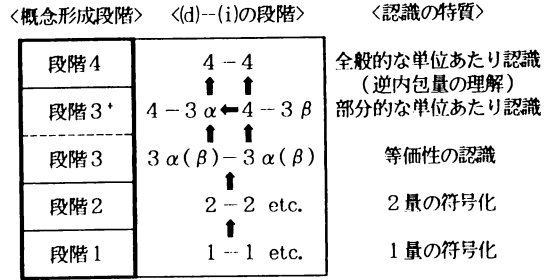 <概念形成段階> <(d)--(i)の段階> <認識の特質>
段階4 4-4 全般的な単位あたり認識
(逆内包量の理解)
段階3⁺ 4-3α⬅4-3β 部分的な単位あたり認識
段階3 3α(β)-3α(β) 等価性の認識
段階2 2-2 etc. 2量の符号化
段階1 1-1 etc. 1量の符号化